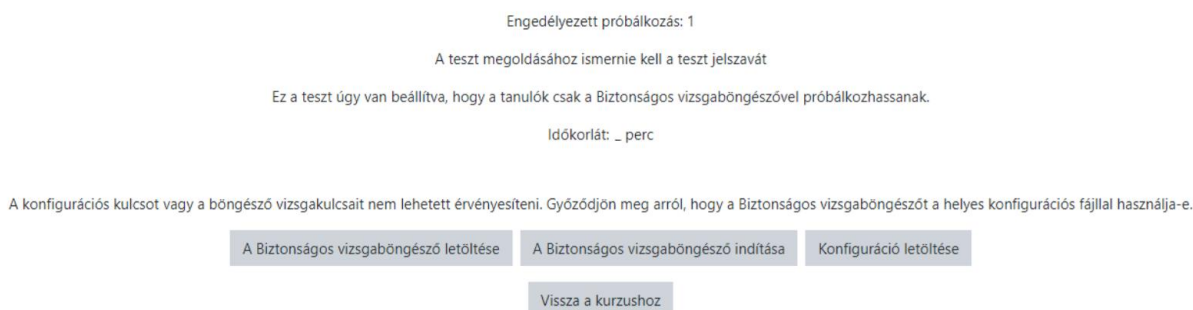 Engedélyezett próbálkozás: 1
A teszt megoldásához ismernie kell a teszt jelszavát
Ez a teszt úgy van beállítva, hogy a tanulók csak a Biztonságos vizsgaböngészővel próbálkozhassanak.
Időkorlát: _ perc
A konfigurációs kulcsot vagy a böngésző vizsgakulcsait nem lehetett érvényesíteni. Győződjön meg arról, hogy a Biztonságos vizsgaböngészőt a helyes konfigurációs fájllal használja-e.
A Biztonságos vizsgaböngésző letöltése A Biztonságos vizsgaböngésző indítása Konfiguráció letöltése
Vissza a kurzushoz